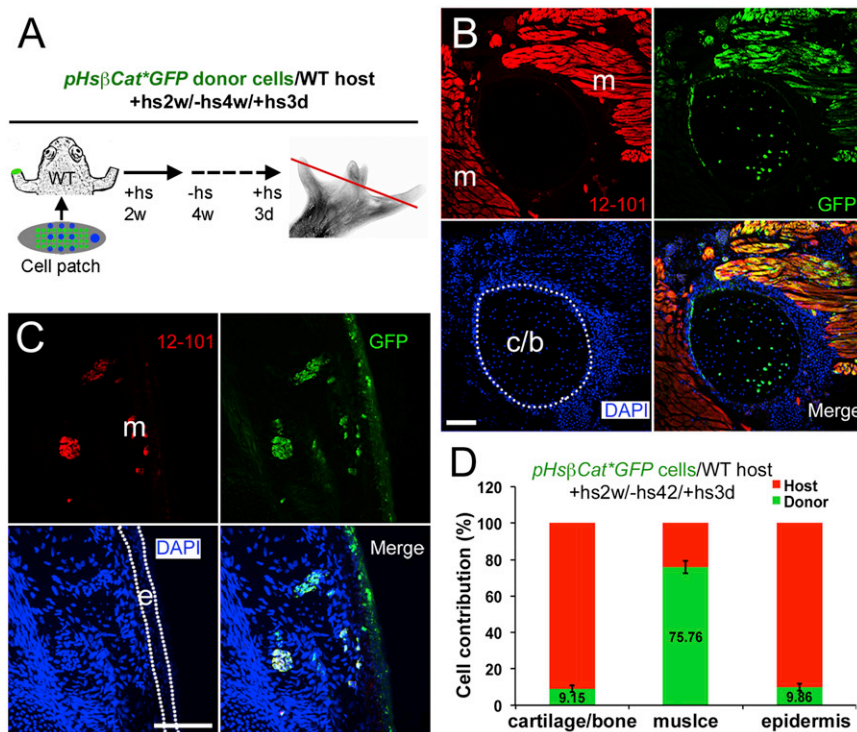 A
pHsβCat*GFP donor cells/WT host
+hs2w/-hs4w/+hs3d
WT
+hs
2w
-hs
4w
+hs
3d
Cell patch
B
m
m
12-101
GFP
c/b
DAPI
Merge
C
12-101
m
GFP
DAPI
e
Merge
D
pHsβCat*GFP cells/WT host
+hs2w/-hs42/+hs3d
Host
Donor
Cell contribution (%)
120
100
80
60
40
20
0
9.15
75.76
9.86
cartilage/bone
muslce
epidermis